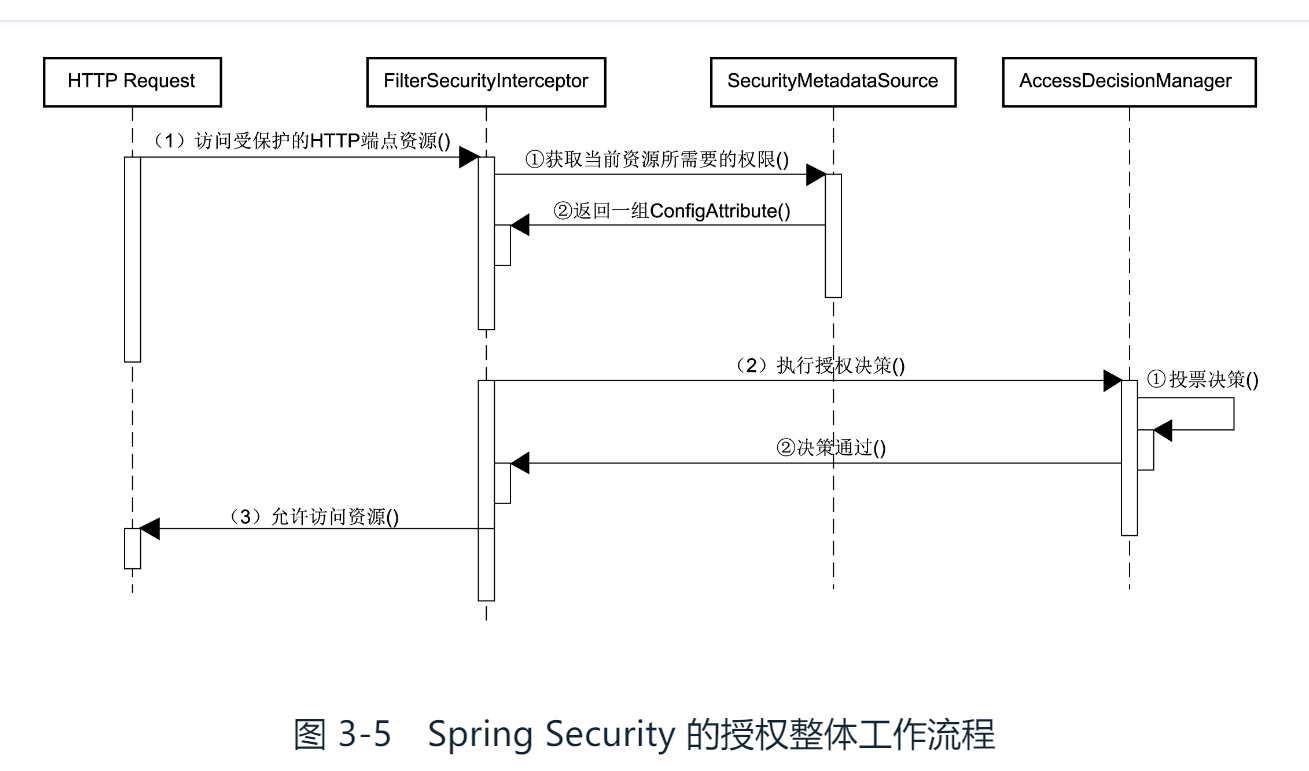 HTTP Request
FilterSecurityInterceptor
SecurityMetadataSource
AccessDecisionManager
（1）访问受保护的HTTP端点资源()
①获取当前资源所需要的权限()
②返回一组ConfigAttribute()
（2）执行授权决策()
①投票决策()
②决策通过()
（3）允许访问资源()
图 3-5 Spring Security 的授权整体工作流程